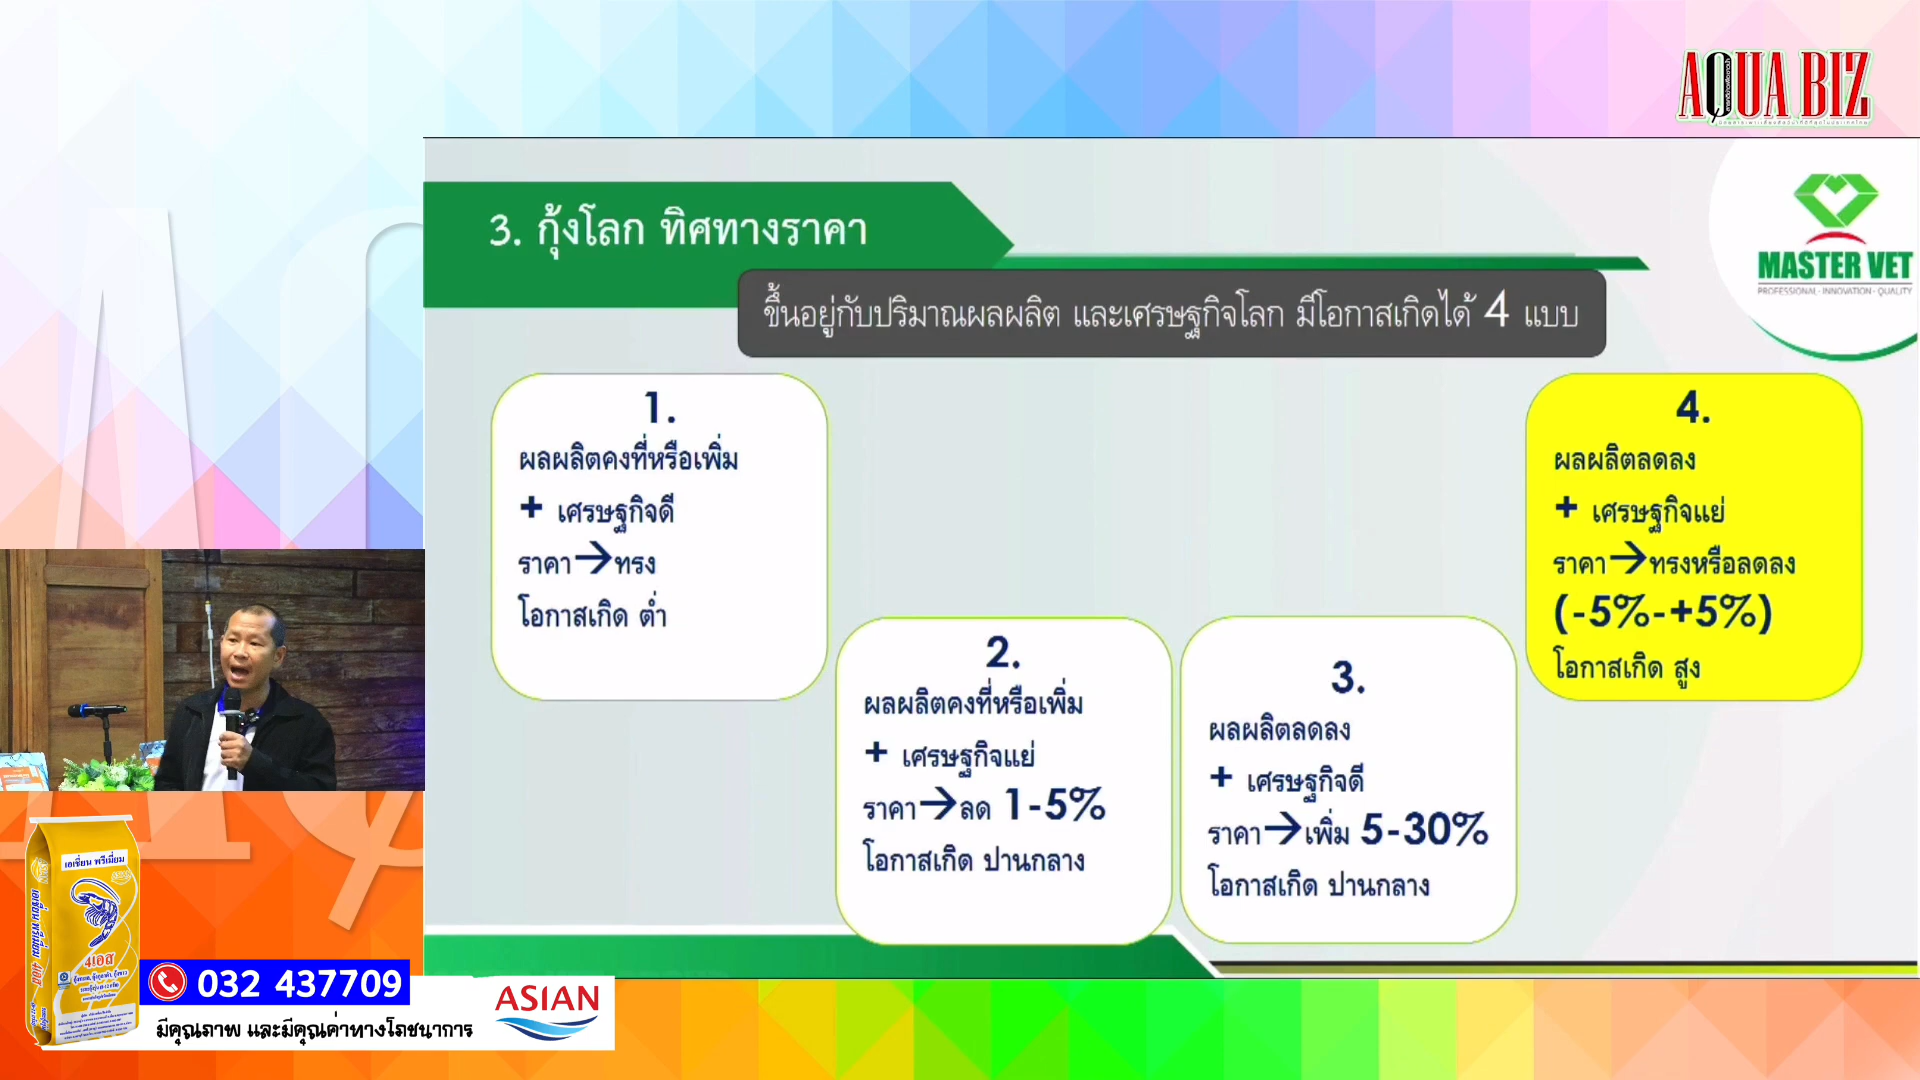 AQUA BIZ
3. กุ้งโลก ทิศทางราคา
MASTER VET
PROFESSIONAL · INNOVATION · QUALITY
ขึ้นอยู่กับปริมาณผลผลิต และเศรษฐกิจโลก มีโอกาสเกิดได้ 4 แบบ
1.
ผลผลิตคงที่หรือเพิ่ม
+ เศรษฐกิจดี
ราคา→ทรง
โอกาสเกิด ต่ำ
2.
ผลผลิตคงที่หรือเพิ่ม
+ เศรษฐกิจแย่
ราคา→ลด 1-5%
โอกาสเกิด ปานกลาง
3.
ผลผลิตลดลง
+ เศรษฐกิจดี
ราคา→เพิ่ม 5-30%
โอกาสเกิด ปานกลาง
4.
ผลผลิตลดลง
+ เศรษฐกิจแย่
ราคา→ทรงหรือลดลง
(-5%-+5%)
โอกาสเกิด สูง
เอเชี่ยน พรีเมี่ยม
4เอส
032 437709
มีคุณภาพ และมีคุณค่าทางโภชนาการ
ASIAN